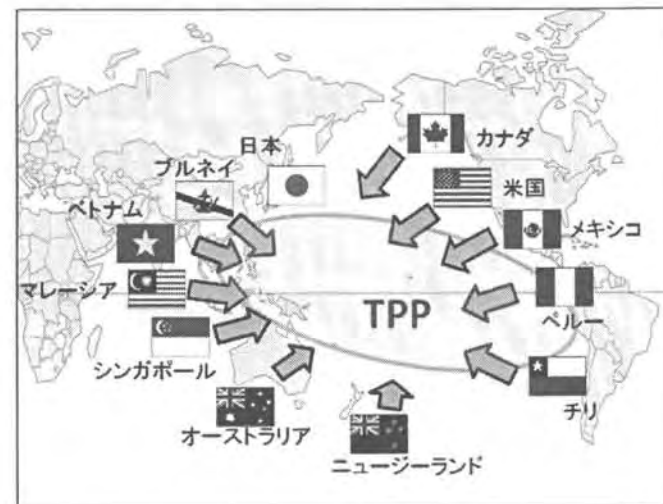 カナダ
日本
ブルネイ
米国
ベトナム
メキシコ
マレーシア
TPP
ペルー
シンガポール
チリ
オーストラリア
ニュージーランド